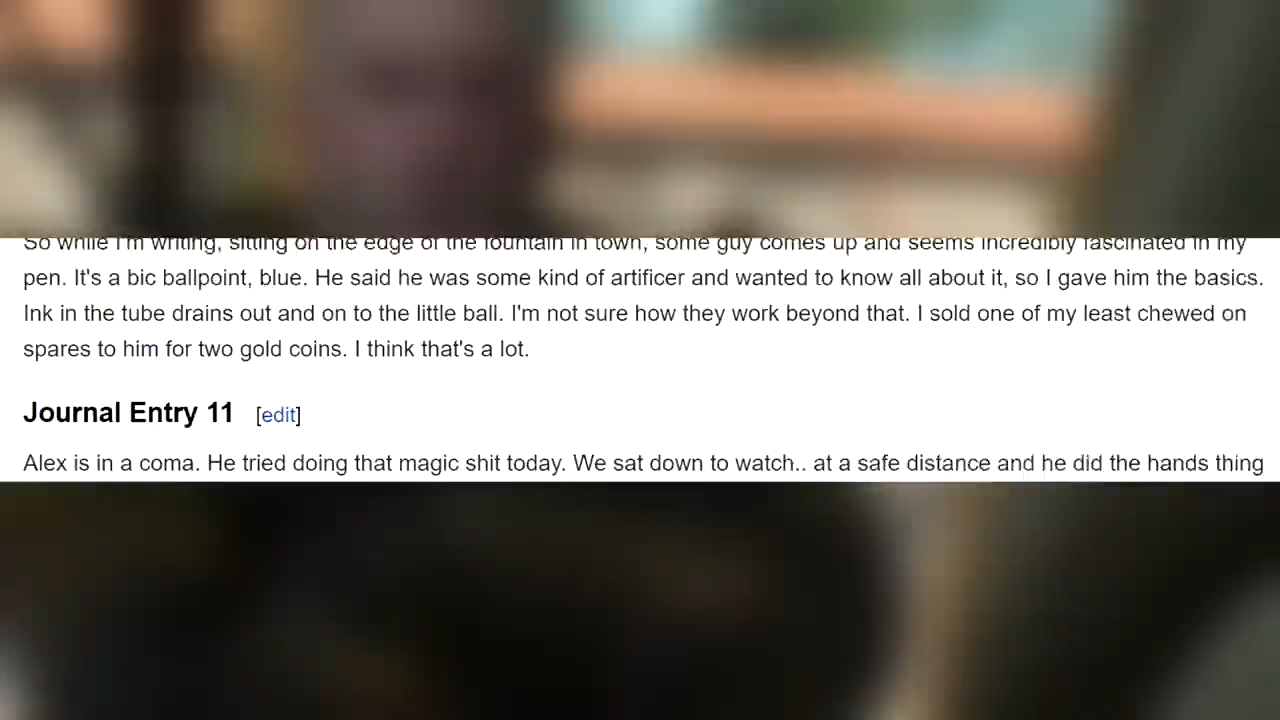 So while I'm writing, sitting on the edge of the fountain in town, some guy comes up and seems incredibly fascinated in my
pen. It's a bic ballpoint, blue. He said he was some kind of artificer and wanted to know all about it, so I gave him the basics.
Ink in the tube drains out and on to the little ball. I'm not sure how they work beyond that. I sold one of my least chewed on
spares to him for two gold coins. I think that's a lot.
Journal Entry 11 [edit]
Alex is in a coma. He tried doing that magic shit today. We sat down to watch.. at a safe distance and he did the hands thing